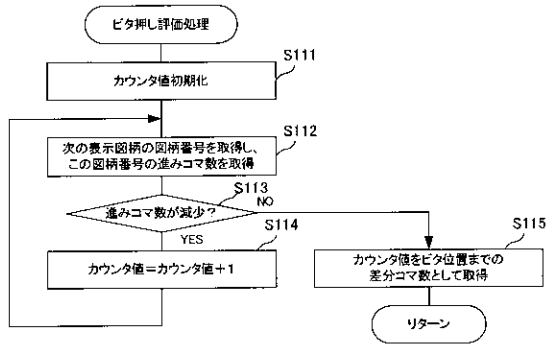 ビタ押し評価処理
S111
カウンタ値初期化
S112
次の表示図柄の図柄番号を取得し、
この図柄番号の進みコマ数を取得
S113
進みコマ数が減少?
NO
YES
S114
カウンタ値=カウンタ値+1
S115
カウンタ値をビタ位置までの
差分コマ数として取得
リターン